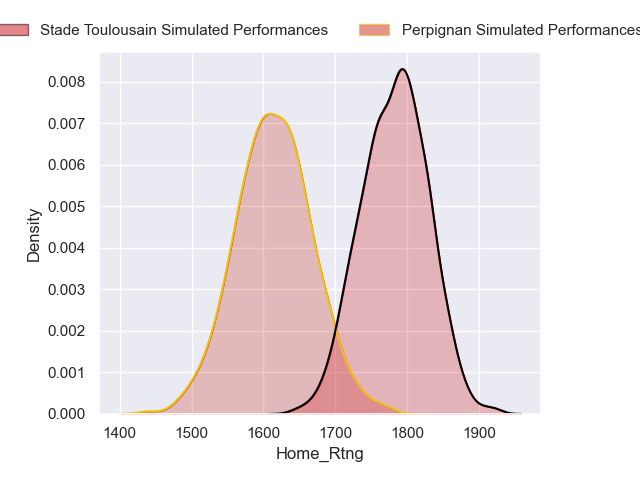 Stade Toulousain Simulated Performances
Perpignan Simulated Performances
0.008
0.007
0.006
0.005
0.004
0.003
0.002
0.001
0.000
Density
1400 1500 1600 1700 1800 1900
Home_Rtng